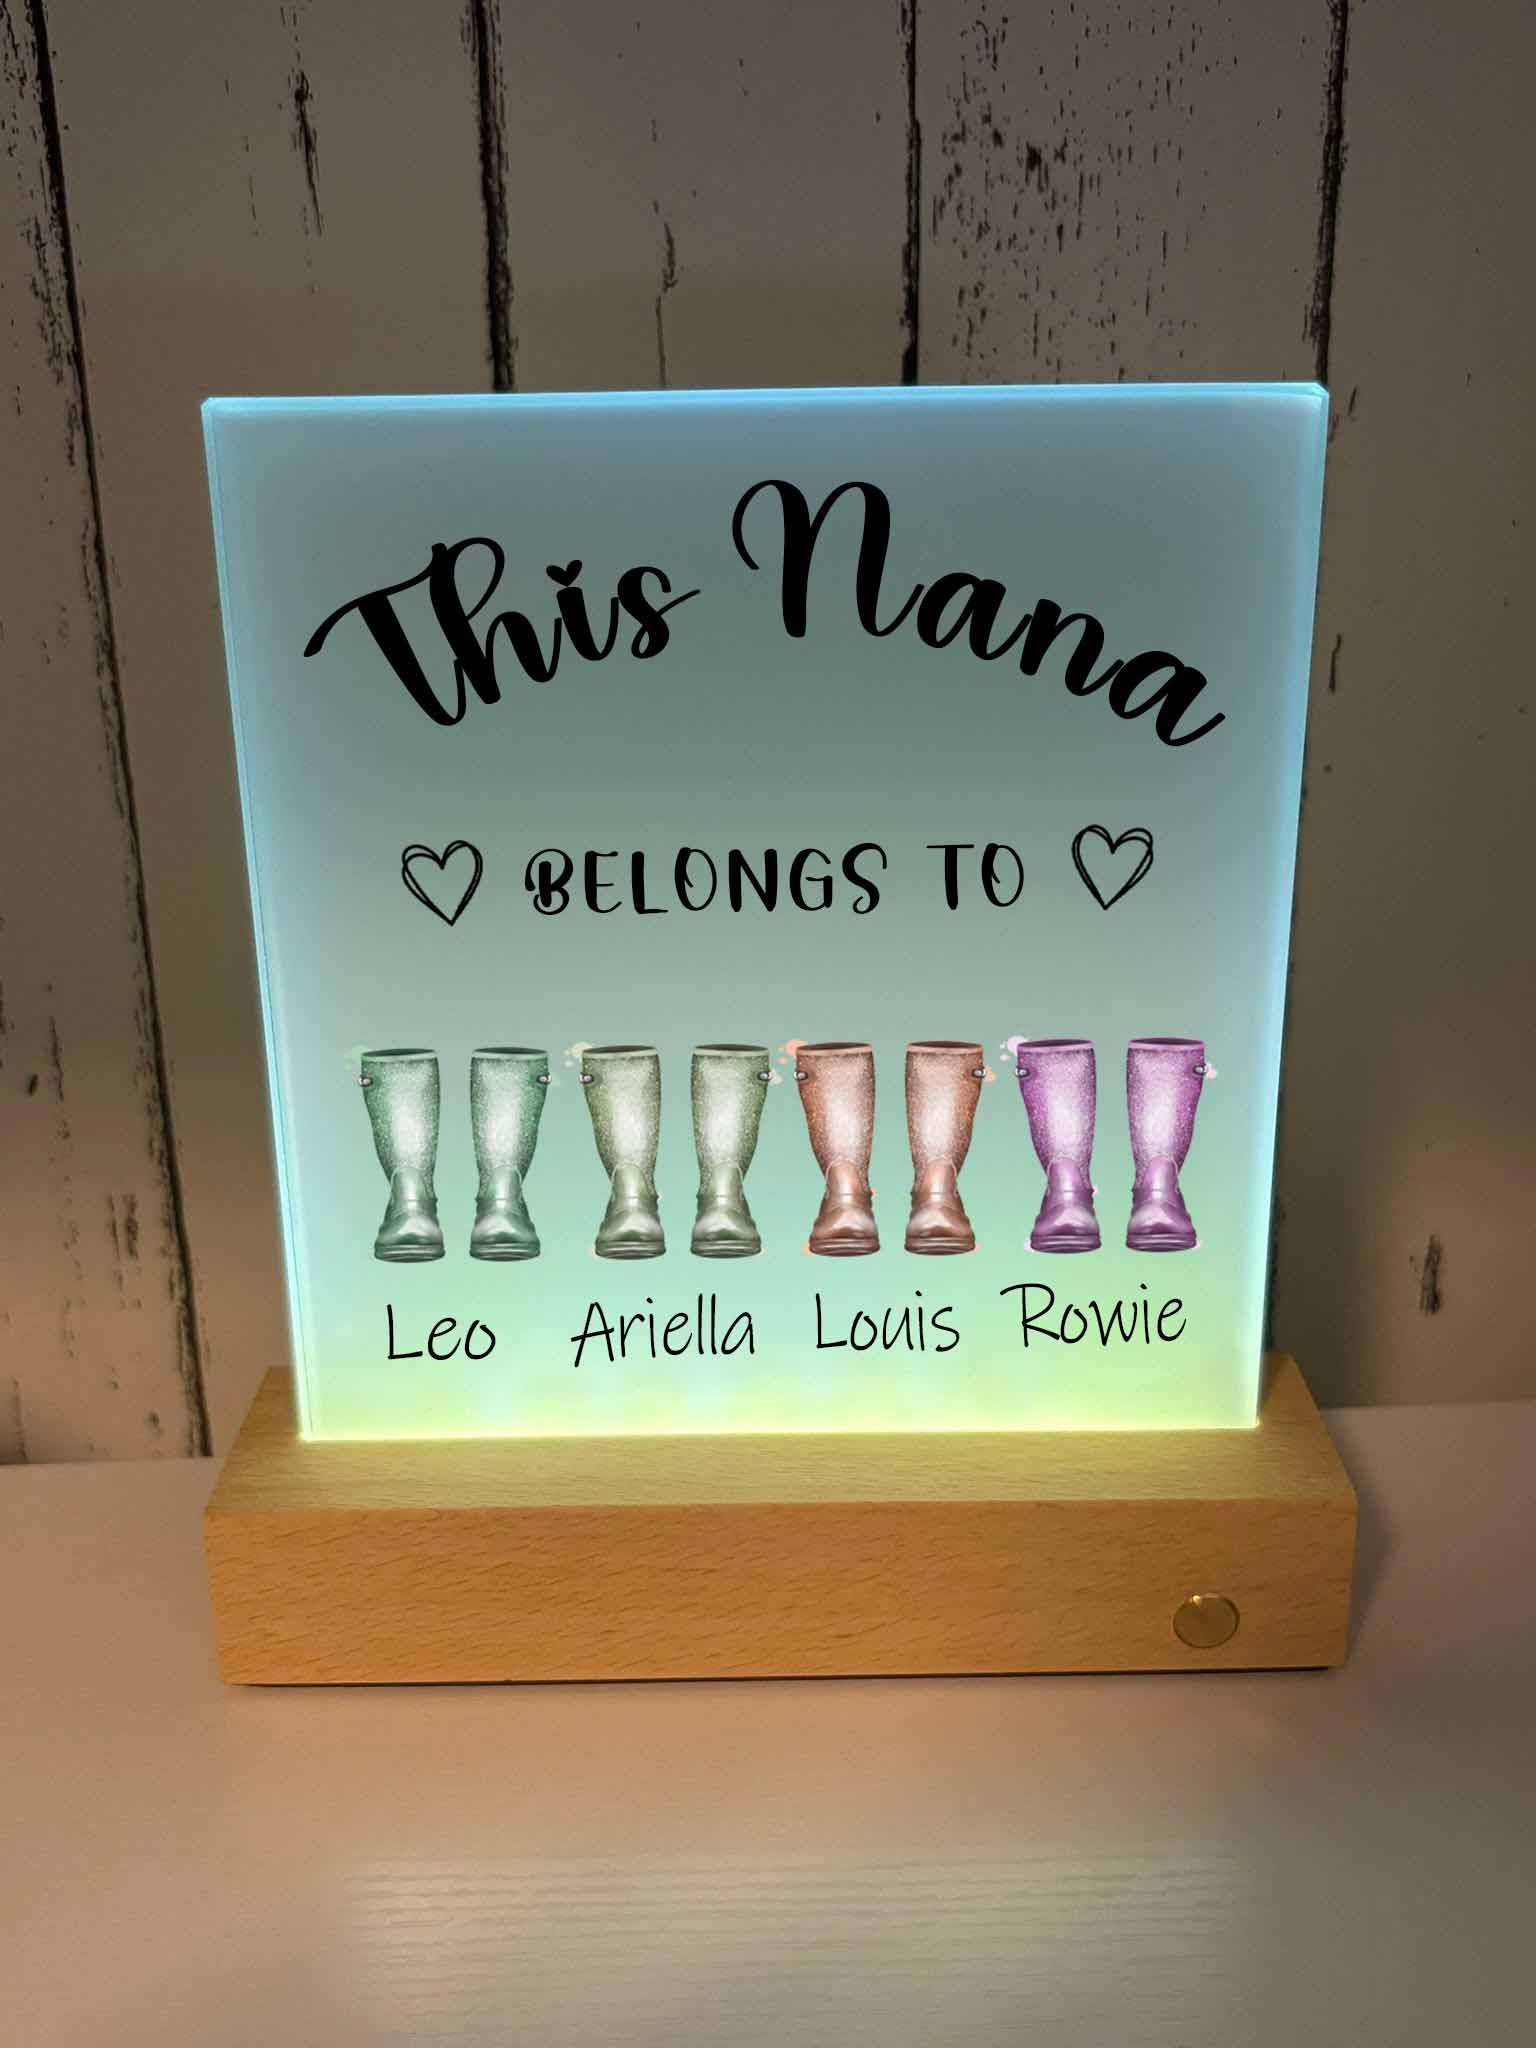 This Nana
BELONGS TO
Leo Ariella Louis Rowie